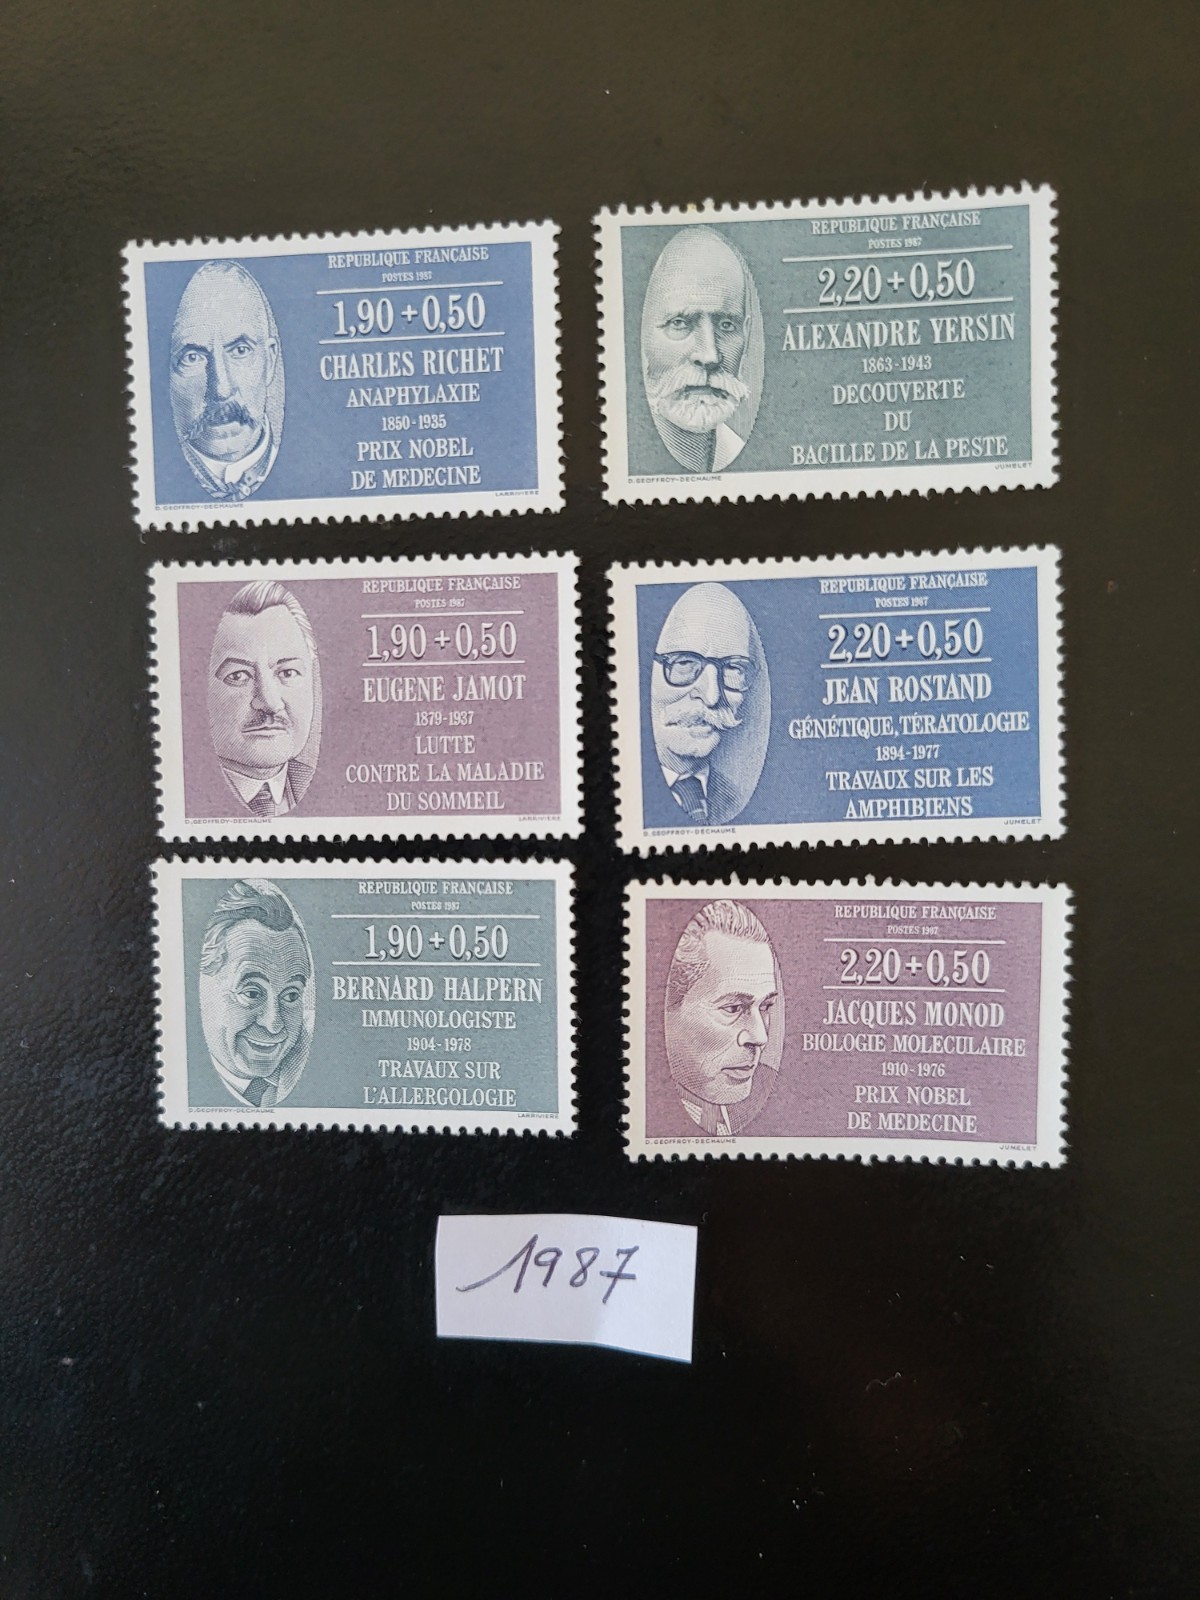 REPUBLIQUE FRANÇAISE
POSTES 1987
1,90 + 0,50
CHARLES RICHET
ANAPHYLAXIE
1850-1935
PRIX NOBEL
DE MEDECINE
D. GEOFFROY-DECHAUME
LARRIVIERE
REPUBLIQUE FRANÇAISE
POSTES 1987
2,20 + 0,50
ALEXANDRE YERSIN
1863-1943
DECOUVERTE
DU
BACILLE DE LA PESTE
D. GEOFFROY-DECHAUME
JUMELET
REPUBLIQUE FRANÇAISE
POSTES 1987
1,90 + 0,50
EUGENE JAMOT
1879-1937
LUTTE
CONTRE LA MALADIE
DU SOMMEIL
D. GEOFFROY-DECHAUME
LARRIVIERE
REPUBLIQUE FRANÇAISE
POSTES 1987
2,20 + 0,50
JEAN ROSTAND
GÉNÉTIQUE, TÉRATOLOGIE
1894-1977
TRAVAUX SUR LES
AMPHIBIENS
D. GEOFFROY-DECHAUME
JUMELET
REPUBLIQUE FRANÇAISE
POSTES 1987
1,90 + 0,50
BERNARD HALPERN
IMMUNOLOGISTE
1904-1978
TRAVAUX SUR
L'ALLERGOLOGIE
D. GEOFFROY-DECHAUME
LARRIVIERE
REPUBLIQUE FRANÇAISE
POSTES 1987
2,20 + 0,50
JACQUES MONOD
BIOLOGIE MOLECULAIRE
1910-1976
PRIX NOBEL
DE MEDECINE
D. GEOFFROY-DECHAUME
JUMELET
1987